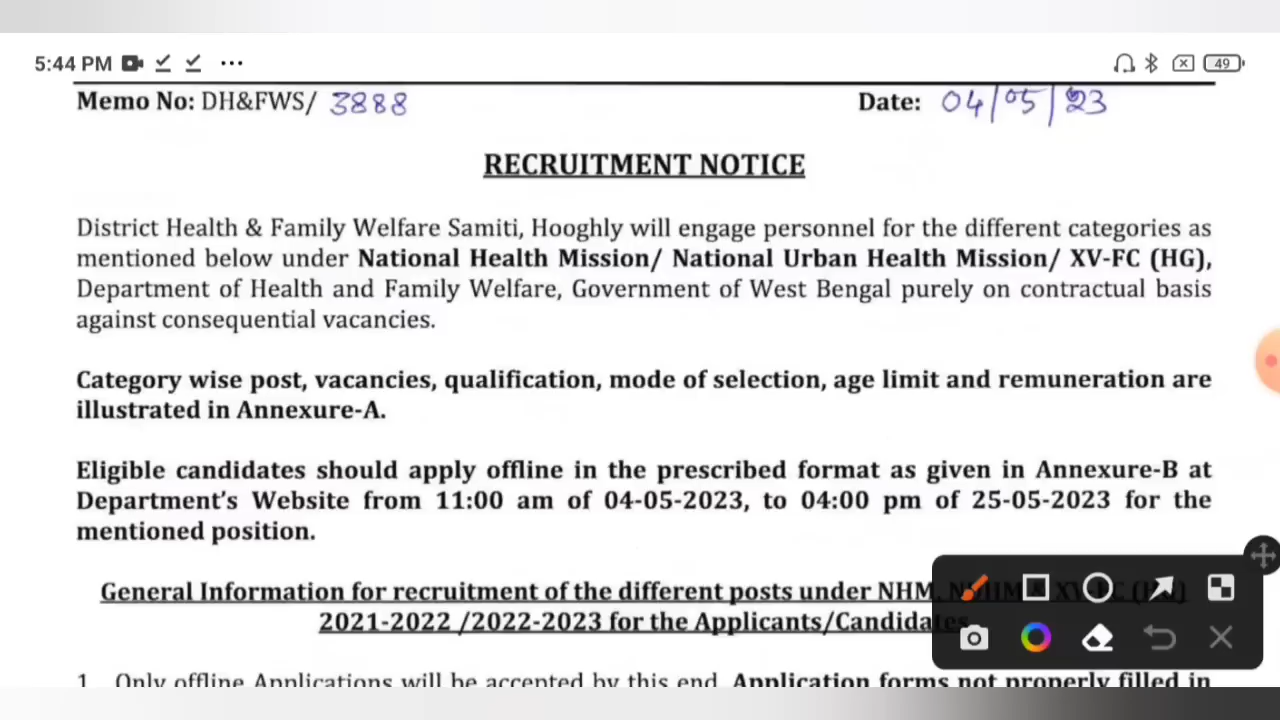 5:44 PM
49
Memo No: DH&FWS/ 3888 Date: 04/05/23
RECRUITMENT NOTICE
District Health & Family Welfare Samiti, Hooghly will engage personnel for the different categories as
mentioned below under National Health Mission/ National Urban Health Mission/ XV-FC (HG),
Department of Health and Family Welfare, Government of West Bengal purely on contractual basis
against consequential vacancies.
Category wise post, vacancies, qualification, mode of selection, age limit and remuneration are
illustrated in Annexure-A.
Eligible candidates should apply offline in the prescribed format as given in Annexure-B at
Department's Website from 11:00 am of 04-05-2023, to 04:00 pm of 25-05-2023 for the
mentioned position.
General Information for recruitment of the different posts under NHM,
2021-2022 /2022-2023 for the Applicants/Candidates
1. Only offline Applications will be accepted by this end. Application forms not properly filled in